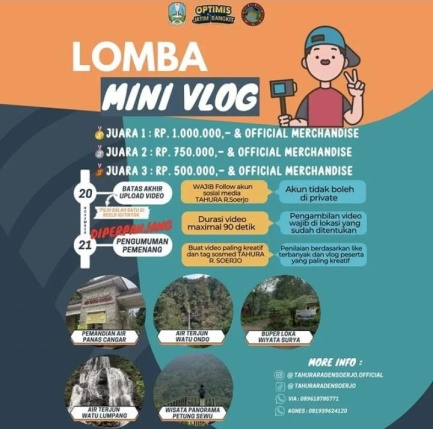 OPTIMIS
JATIM BANGKIT
LOMBA
MINI VLOG
JUARA 1 : RP. 1.000.000,- & OFFICIAL MERCHANDISE
JUARA 2 : RP. 750.000,- & OFFICIAL MERCHANDISE
JUARA 3 : RP. 500.000,- & OFFICIAL MERCHANDISE
20
BATAS AKHIR
UPLOAD VIDEO
DIPERPANJANG
21
PENGUMUMAN
PEMENANG
WAJIB Follow akun
sosial media
TAHURA R.Soerjo
Akun tidak boleh
di private
Durasi video
maximal 90 detik
Pengambilan video
wajib di lokasi yang
sudah ditentukan
Buat video paling kreatif
dan tag sosmed TAHURA
R. SOERJO
Penilaian berdasarkan like
terbanyak dan vlog peserta
yang paling kreatif
PEMANDIAN AIR
PANAS CANGAR
AIR TERJUN
WATU ONDO
BUPER LOKA
WIYATA SURYA
AIR TERJUN
WATU LUMPANG
WISATA PANORAMA
PETUNG SEWU
MORE INFO :
@TAHURARADENSOERJO.OFFICIAL
@TAHURARADENSOERJO
VIA : 089618786771
AGNES : 081959624120